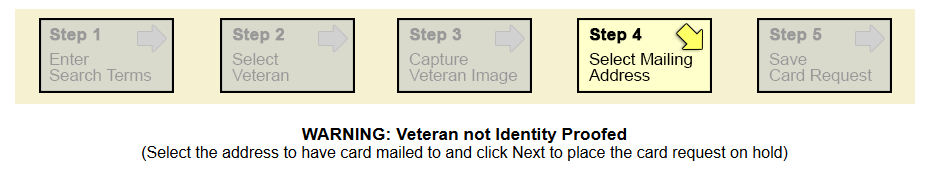 Step 1
Enter
Search Terms
Step 2
Select
Veteran
Step 3
Capture
Veteran Image
Step 4
Select Mailing
Address
Step 5
Save
Card Request
WARNING: Veteran not Identity Proofed
(Select the address to have card mailed to and click Next to place the card request on hold)